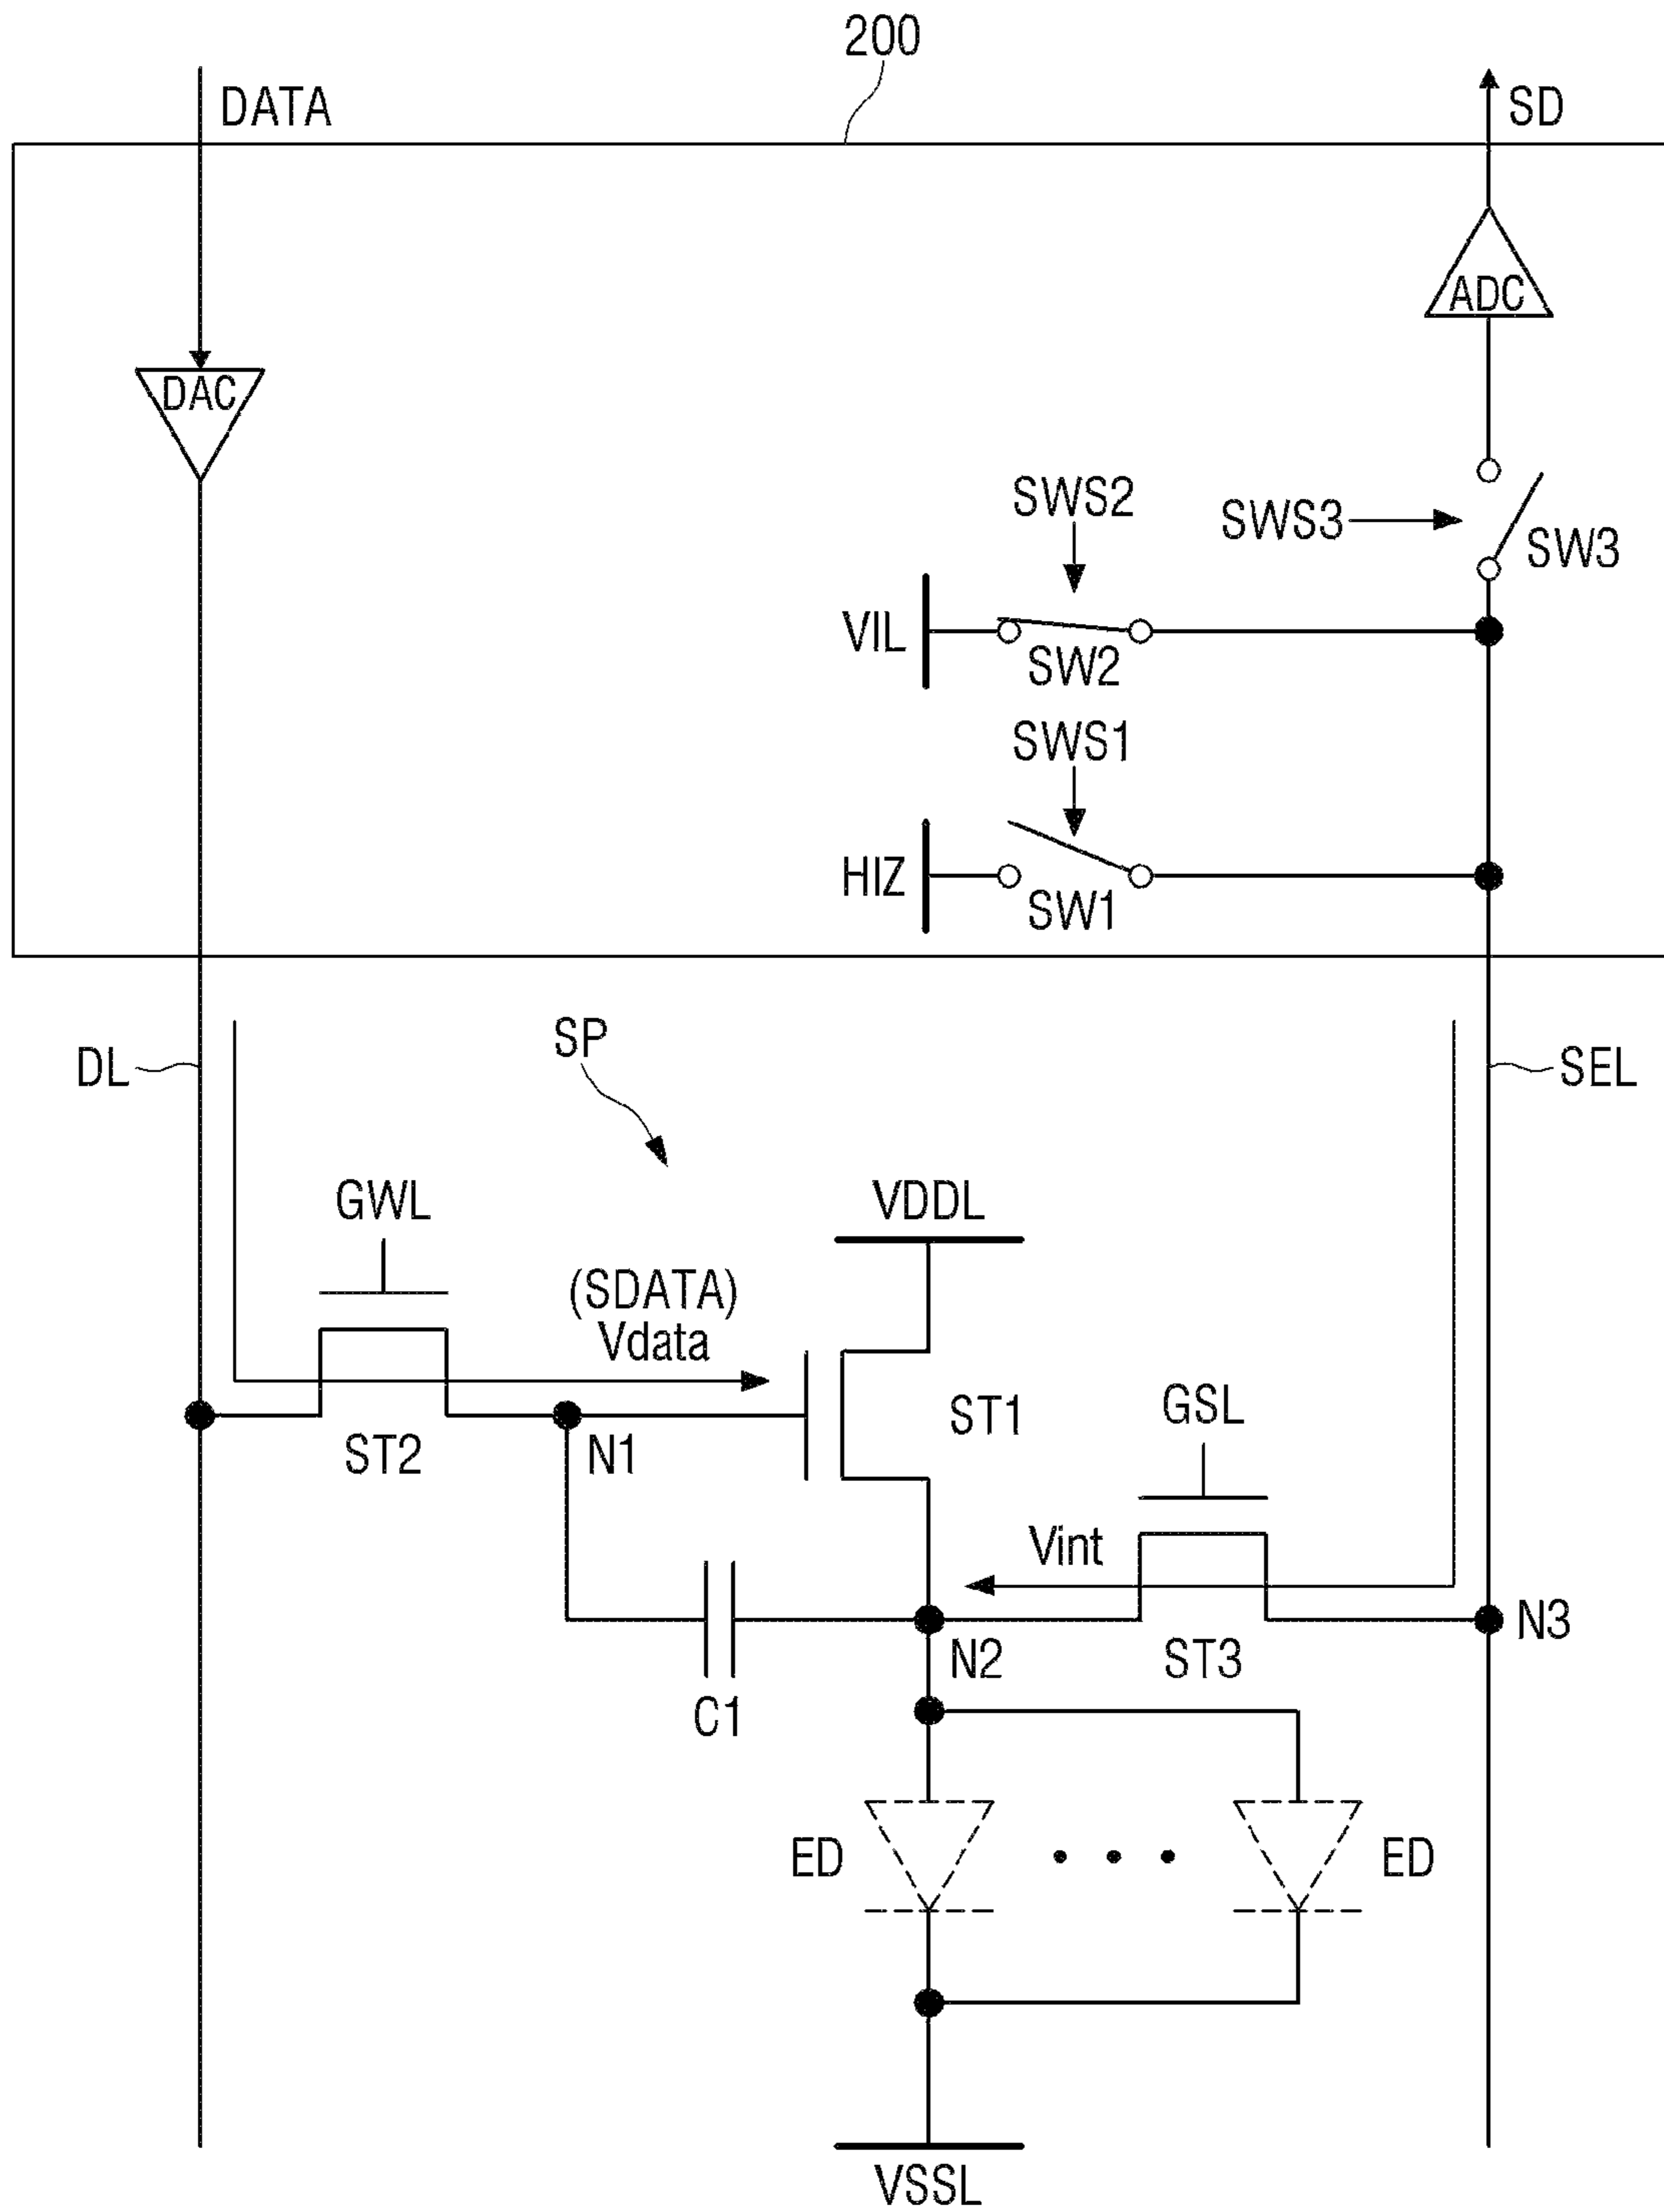 200
DATA
SD
ADC
DAC
SWS2
SWS3
SW3
VIL
SW2
SWS1
HIZ
SW1
SP
DL
SEL
GWL
VDDL
(SDATA)
Vdata
GSL
ST1
ST2
N1
Vint
N3
N2
ST3
C1
ED
ED
VSSL